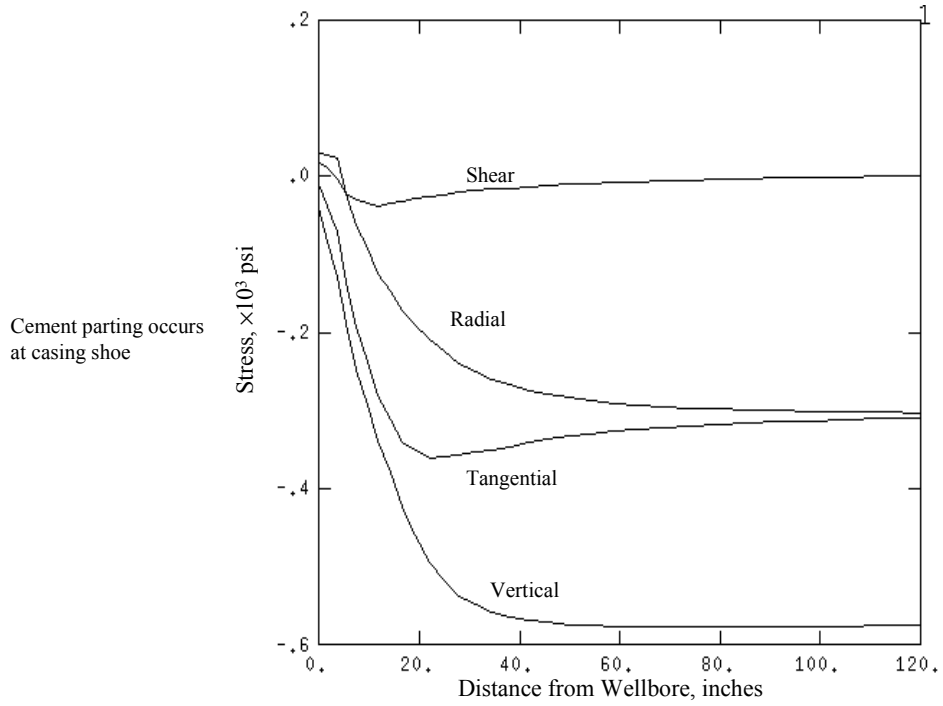 1
.2
.0
-.2
-.4
-.6
0.
20.
40.
60.
80.
100.
120.
Stress, ×10³ psi
Distance from Wellbore, inches
Shear
Radial
Tangential
Vertical
Cement parting occurs
at casing shoe